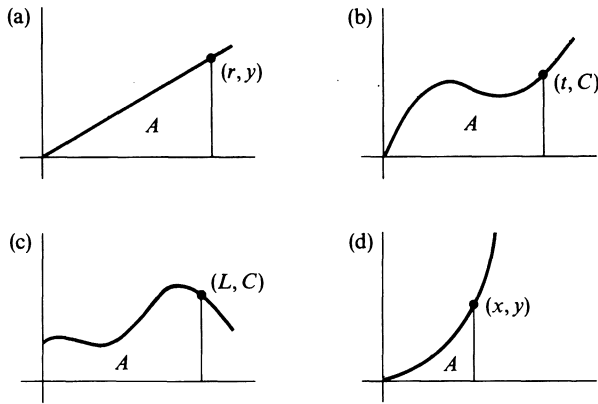 (a)
(r, y)
A
(b)
(t, C)
A
(c)
(L, C)
A
(d)
(x, y)
A